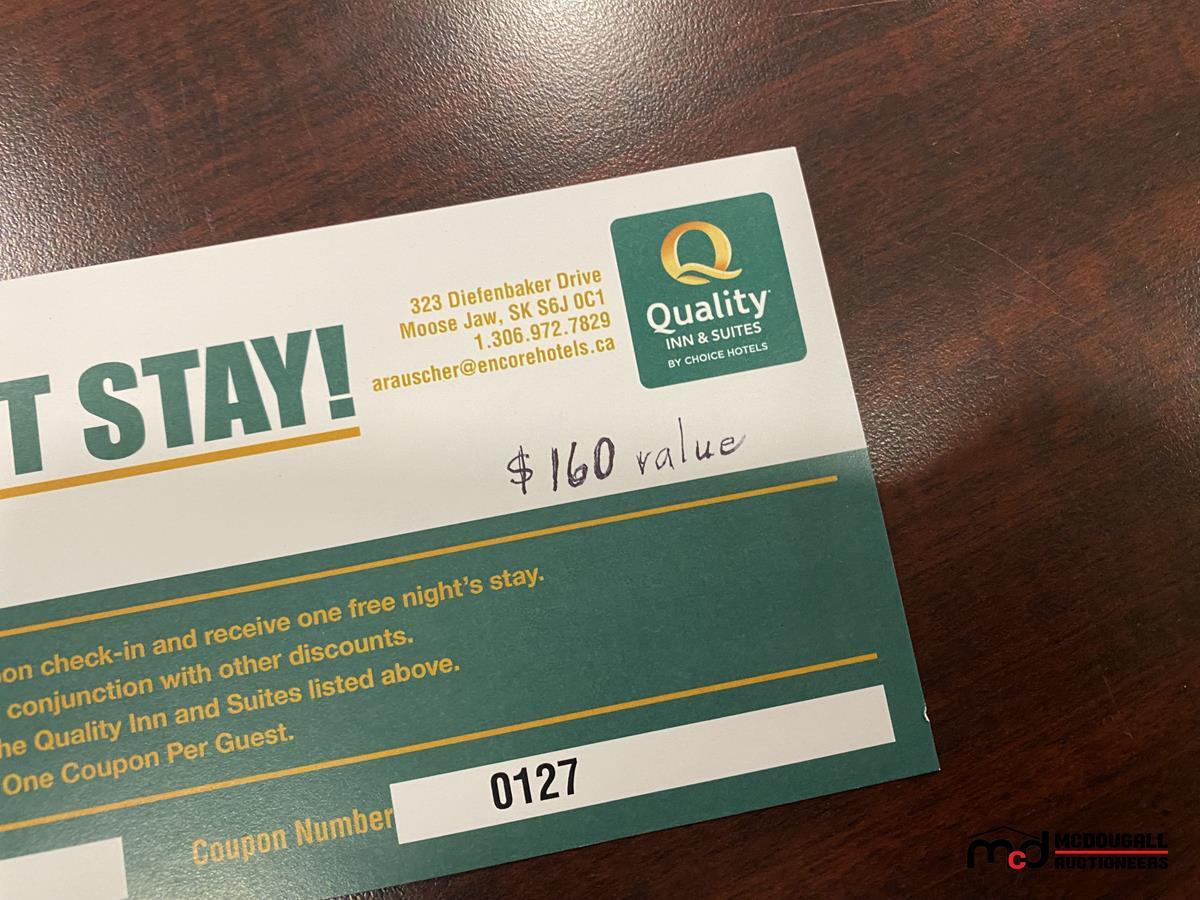 323 Diefenbaker Drive
Moose Jaw, SK S6J 0C1
1.306.972.7829
arauscher@encorehotels.ca
Q
Quality
INN & SUITES
BY CHOICE HOTELS
T STAY!
$160 value
on check-in and receive one free night's stay.
conjunction with other discounts.
he Quality Inn and Suites listed above.
One Coupon Per Guest.
Coupon Number 0127
mcd MCDOUGALL
AUCTIONEERS